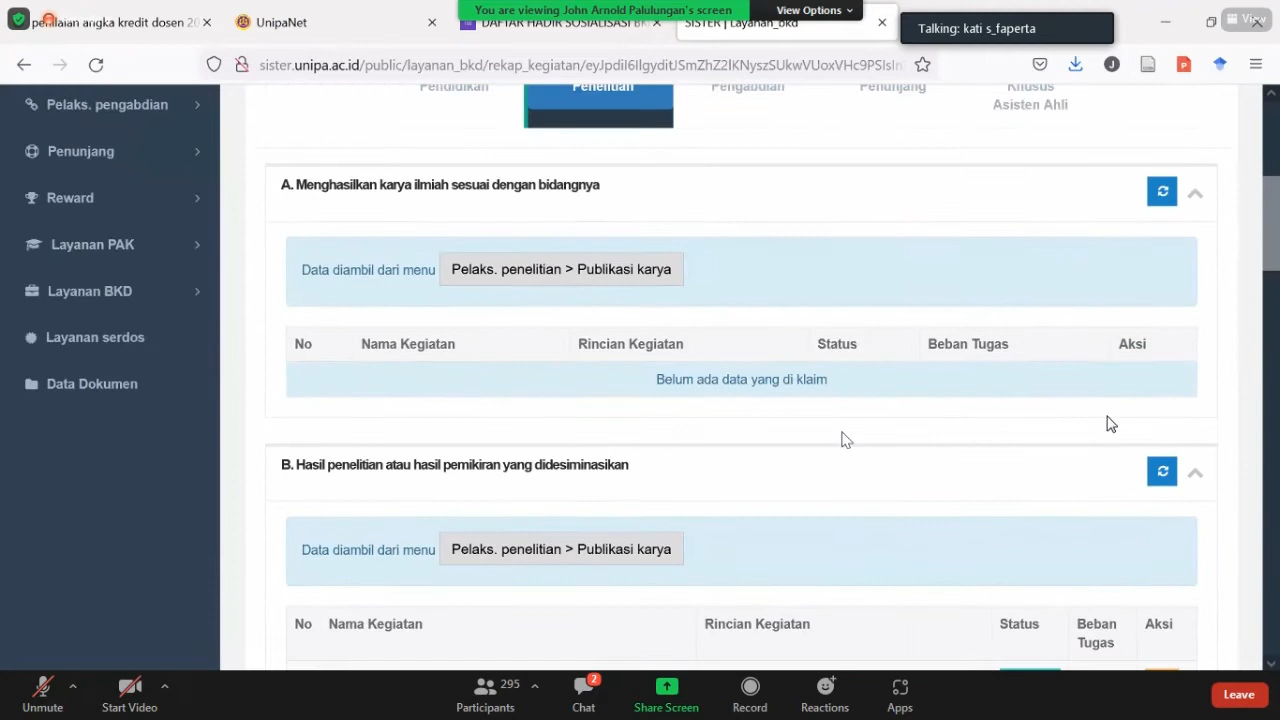 You are viewing John Arnold Palulungan's screen
View Options
Talking: kati s_faperta
View
penilaian angka kredit dosen 20
UnipaNet
DAFTAR HADIR SOSIALISASI BK
SISTER | Layanan_bkd
sister.unipa.ac.id/public/layanan_bkd/rekap_kegiatan/
Pelaks. pengabdian
Penunjang
Reward
Layanan PAK
Layanan BKD
Layanan serdos
Data Dokumen
Pendidikan
Penelitian
Pengabdian
Penunjang
Khusus
Asisten Ahli
A. Menghasilkan karya ilmiah sesuai dengan bidangnya
Data diambil dari menu Pelaks. penelitian > Publikasi karya
No Nama Kegiatan Rincian Kegiatan Status Beban Tugas Aksi
Belum ada data yang di klaim
B. Hasil penelitian atau hasil pemikiran yang didesiminasikan
Data diambil dari menu Pelaks. penelitian > Publikasi karya
No Nama Kegiatan Rincian Kegiatan Status Beban Tugas Aksi
Unmute
Start Video
295
Participants
2
Chat
Share Screen
Record
Reactions
Apps
Leave